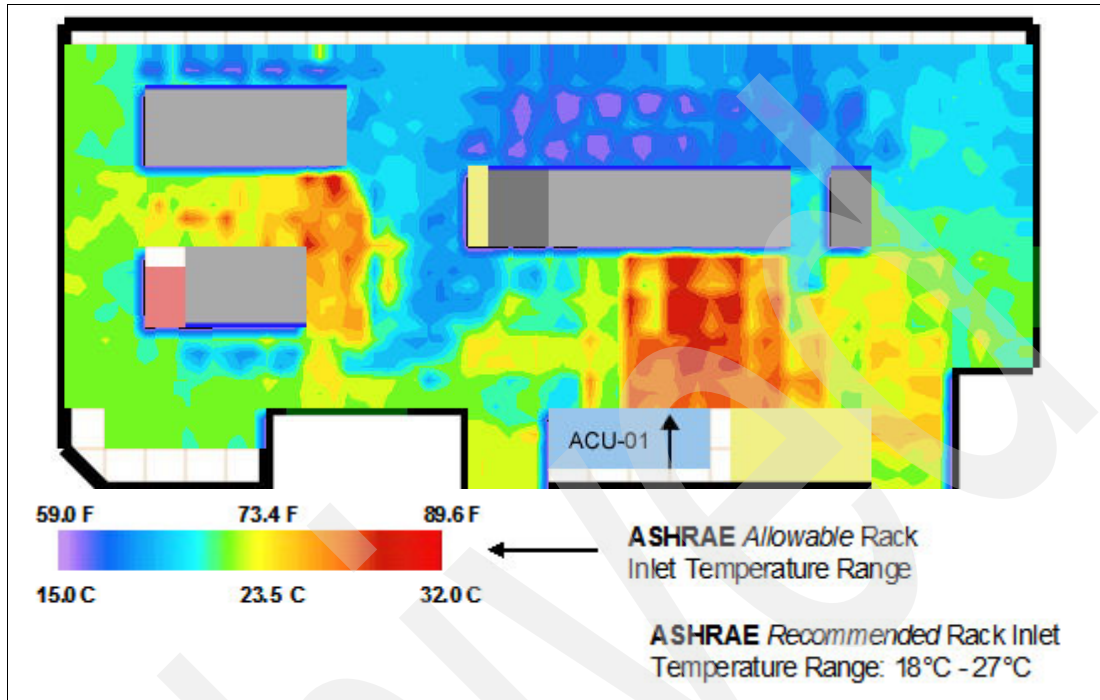 ACU-01
59.0 F 73.4 F 89.6 F
15.0 C 23.5 C 32.0 C
ASHRAE Allowable Rack
Inlet Temperature Range
ASHRAE Recommended Rack Inlet
Temperature Range: 18°C - 27°C